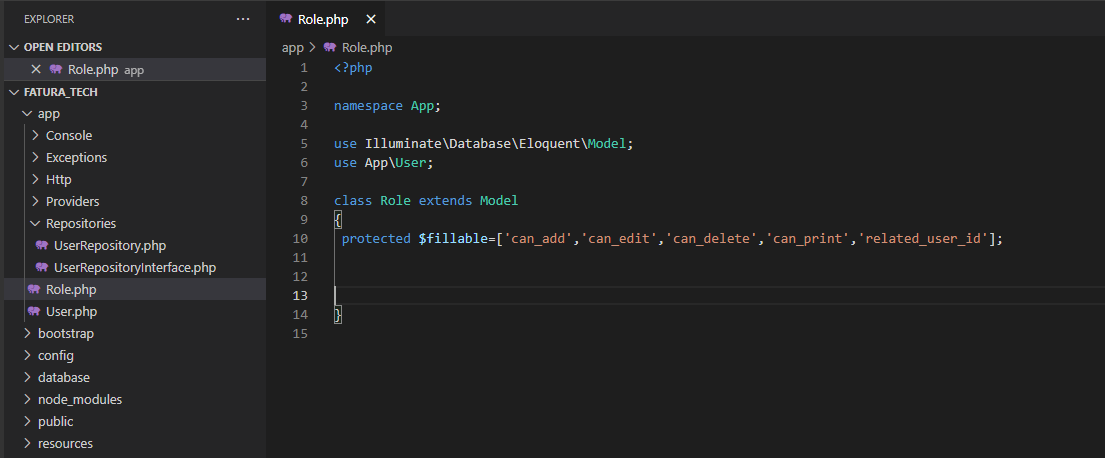 EXPLORER
···
OPEN EDITORS
Role.php app
FATURA_TECH
app
Console
Exceptions
Http
Providers
Repositories
UserRepository.php
UserRepositoryInterface.php
Role.php
User.php
bootstrap
config
database
node_modules
public
resources
Role.php
app > Role.php
1 <?php
2
3 namespace App;
4
5 use Illuminate\Database\Eloquent\Model;
6 use App\User;
7
8 class Role extends Model
9 {
10 protected $fillable=['can_add','can_edit','can_delete','can_print','related_user_id'];
11
12
13
14 }
15